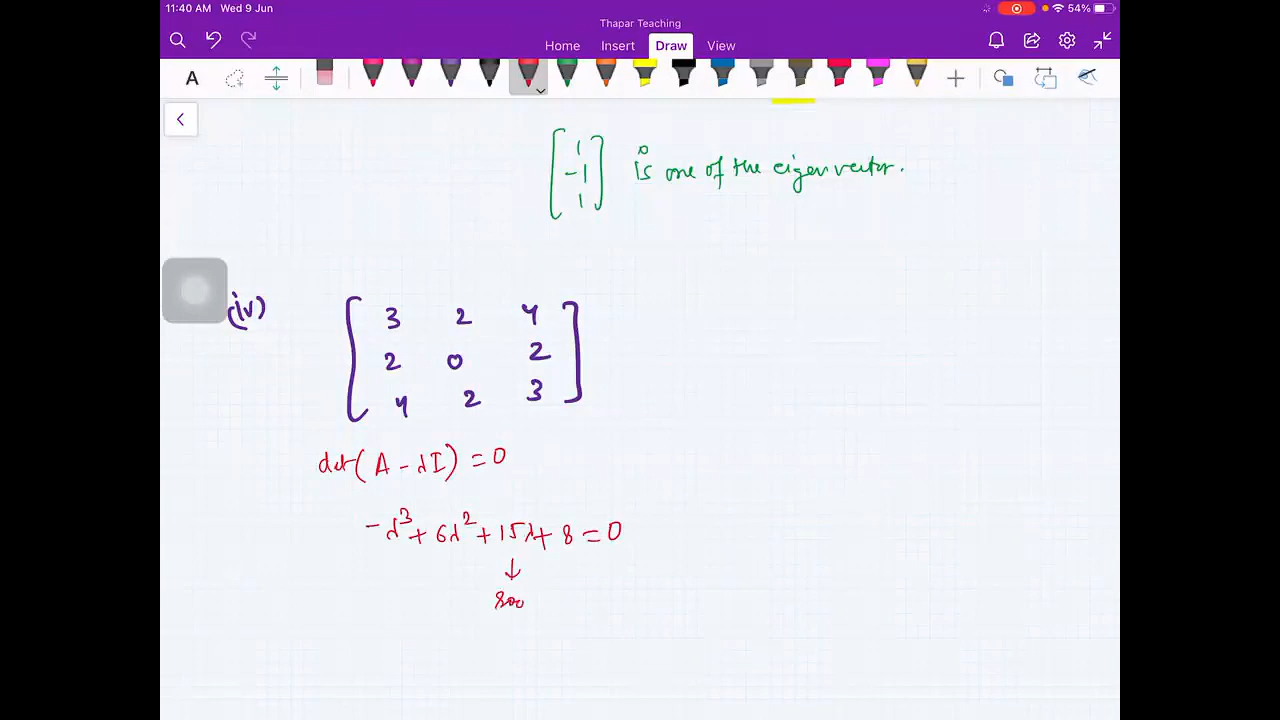 11:40 AM Wed 9 Jun
54%
Thapar Teaching
Home Insert Draw View
A
[ 1 -1 1 ] is one of the eigen vector.
(iv)
3 2 4
2 0 2
4 2 3
det(A - λI) = 0
-λ³ + 6λ² + 15λ + 8 = 0
↓